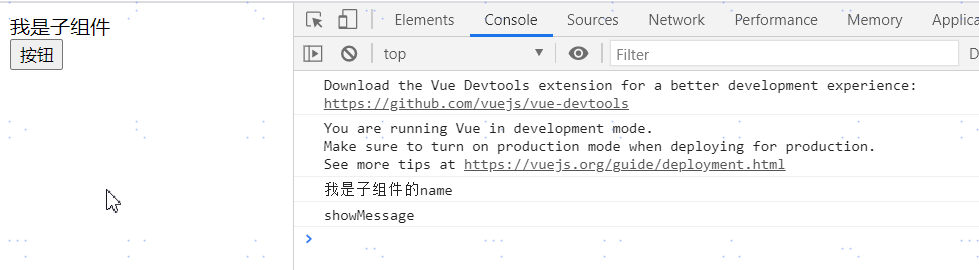 我是子组件
按钮
Elements Console Sources Network Performance Memory Applica
top Filter D
Download the Vue Devtools extension for a better development experience:
https://github.com/vuejs/vue-devtools
You are running Vue in development mode.
Make sure to turn on production mode when deploying for production.
See more tips at https://vuejs.org/guide/deployment.html
我是子组件的name
showMessage